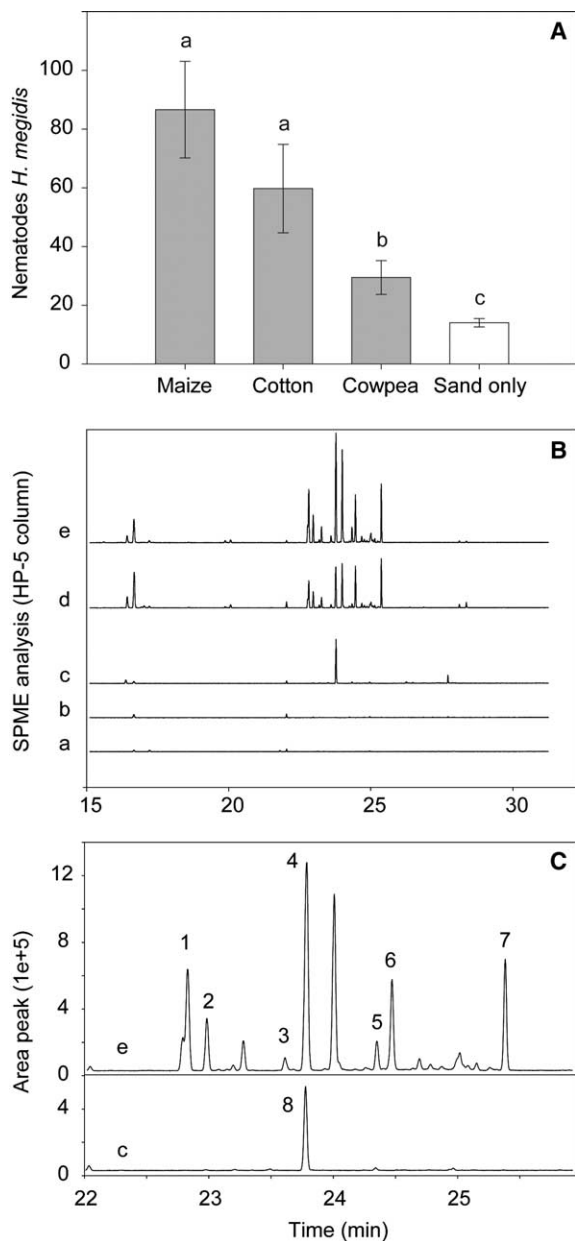 A
Nematodes H. megidis
100
80
60
40
20
0
a
a
b
c
Maize Cotton Cowpea Sand only
B
SPME analysis (HP-5 column)
e
d
c
b
a
15 20 25 30
C
Area peak (1e+5)
12
8
4
0
1
2
3
4
5
6
7
e
4
0
8
c
22 23 24 25
Time (min)